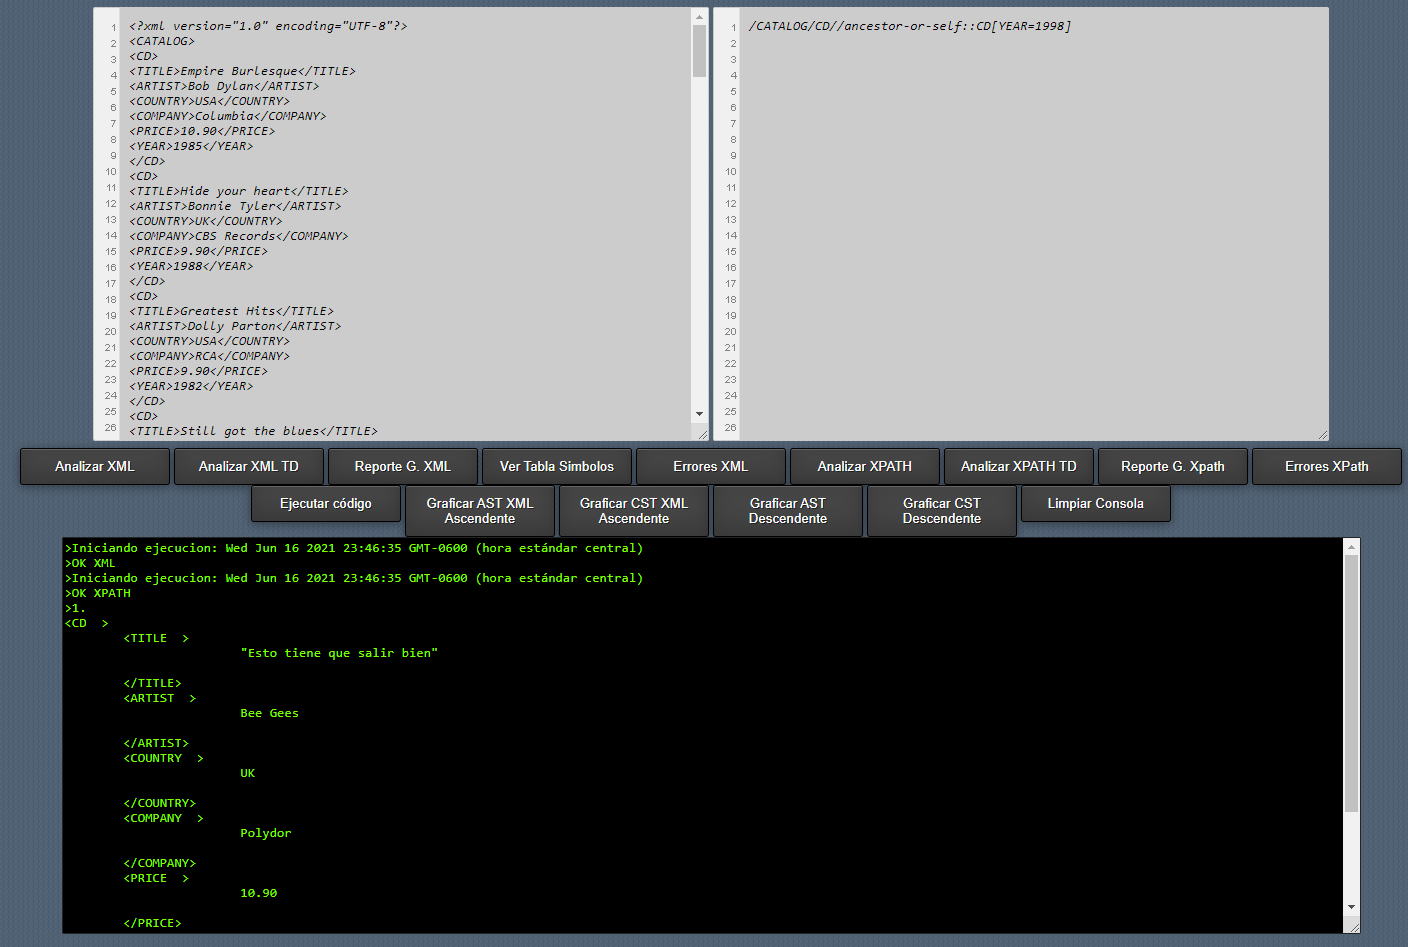 1 <?xml version="1.0" encoding="UTF-8"?>
2 <CATALOG>
3 <CD>
4 <TITLE>Empire Burlesque</TITLE>
5 <ARTIST>Bob Dylan</ARTIST>
6 <COUNTRY>USA</COUNTRY>
7 <COMPANY>Columbia</COMPANY>
8 <PRICE>10.90</PRICE>
9 <YEAR>1985</YEAR>
10 </CD>
11 <CD>
12 <TITLE>Hide your heart</TITLE>
13 <ARTIST>Bonnie Tyler</ARTIST>
14 <COUNTRY>UK</COUNTRY>
15 <COMPANY>CBS Records</COMPANY>
16 <PRICE>9.90</PRICE>
17 <YEAR>1988</YEAR>
18 </CD>
19 <CD>
20 <TITLE>Greatest Hits</TITLE>
21 <ARTIST>Dolly Parton</ARTIST>
22 <COUNTRY>USA</COUNTRY>
23 <COMPANY>RCA</COMPANY>
24 <PRICE>9.90</PRICE>
25 <YEAR>1982</YEAR>
26 </CD>
<CD>
<TITLE>Still got the blues</TITLE>
1 /CATALOG/CD//ancestor-or-self::CD[YEAR=1998]
2
3
4
5
6
7
8
9
10
11
12
13
14
15
16
17
18
19
20
21
22
23
24
25
26
Analizar XML
Analizar XML TD
Reporte G. XML
Ver Tabla Simbolos
Errores XML
Analizar XPATH
Analizar XPATH TD
Reporte G. Xpath
Errores XPath
Ejecutar código
Graficar AST XML
Ascendente
Graficar CST XML
Ascendente
Graficar AST
Descendente
Graficar CST
Descendente
Limpiar Consola
>Iniciando ejecucion: Wed Jun 16 2021 23:46:35 GMT-0600 (hora estándar central)
>OK XML
>Iniciando ejecucion: Wed Jun 16 2021 23:46:35 GMT-0600 (hora estándar central)
>OK XPATH
>1.
<CD  >
<TITLE  >
"Esto tiene que salir bien"
</TITLE>
<ARTIST  >
Bee Gees
</ARTIST>
<COUNTRY  >
UK
</COUNTRY>
<COMPANY  >
Polydor
</COMPANY>
<PRICE  >
10.90
</PRICE>